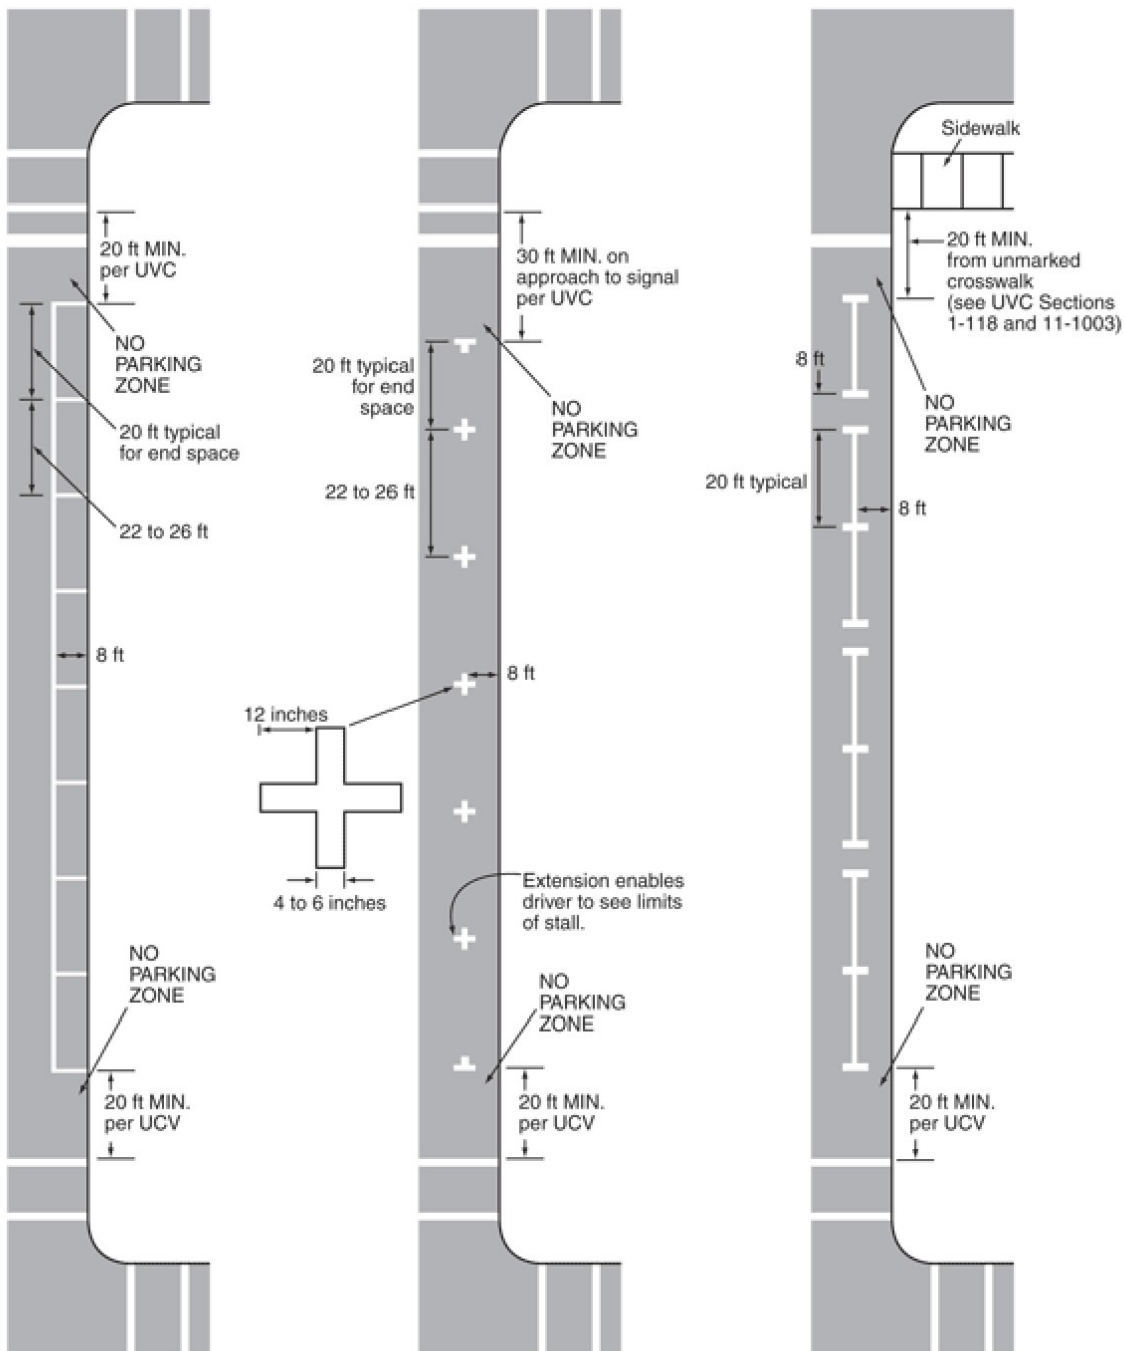 20 ft MIN.
per UVC
NO
PARKING
ZONE
20 ft typical
for end space
22 to 26 ft
8 ft
NO
PARKING
ZONE
20 ft MIN.
per UCV
30 ft MIN. on
approach to signal
per UVC
20 ft typical
for end
space
NO
PARKING
ZONE
22 to 26 ft
8 ft
12 inches
4 to 6 inches
Extension enables
driver to see limits
of stall.
NO
PARKING
ZONE
20 ft MIN.
per UCV
Sidewalk
20 ft MIN.
from unmarked
crosswalk
(see UVC Sections
1-118 and 11-1003)
8 ft
NO
PARKING
ZONE
20 ft typical
8 ft
NO
PARKING
ZONE
20 ft MIN.
per UCV